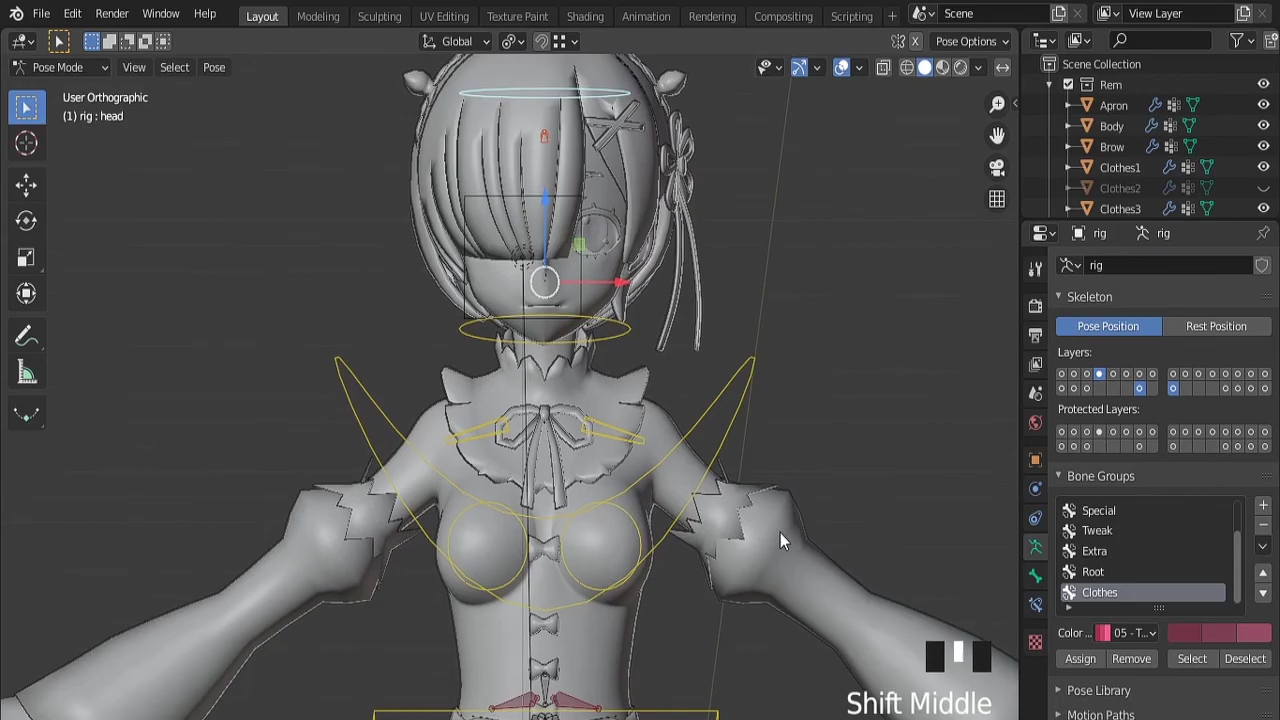 File Edit Render Window Help
Layout Modeling Sculpting UV Editing Texture Paint Shading Animation Rendering Compositing Scripting +
Scene
View Layer
Global
X Pose Options
Pose Mode View Select Pose
Scene Collection
User Orthographic
(1) rig : head
Rem
Apron
Body
Brow
Clothes1
Clothes2
Clothes3
rig rig
rig
Skeleton
Pose Position Rest Position
Layers:
Protected Layers:
Bone Groups
Special
Tweak
Extra
Root
Clothes
Color ... 05 - T...
Assign Remove Select Deselect
Pose Library
Motion Paths
Shift Middle